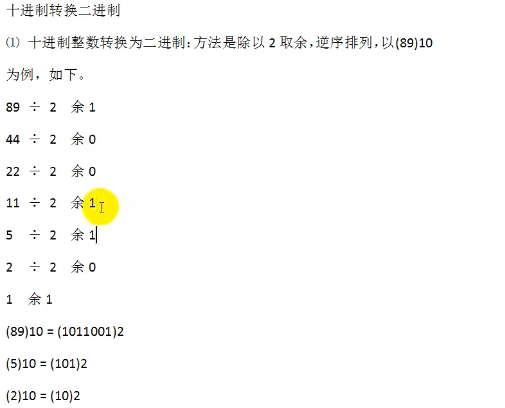 十进制转换二进制
⑴ 十进制整数转换为二进制：方法是除以 2 取余，逆序排列，以(89)10
为例，如下。
89 ÷ 2 余 1
44 ÷ 2 余 0
22 ÷ 2 余 0
11 ÷ 2 余 1
5 ÷ 2 余 1
2 ÷ 2 余 0
1 余 1
(89)10 = (1011001)2
(5)10 = (101)2
(2)10 = (10)2